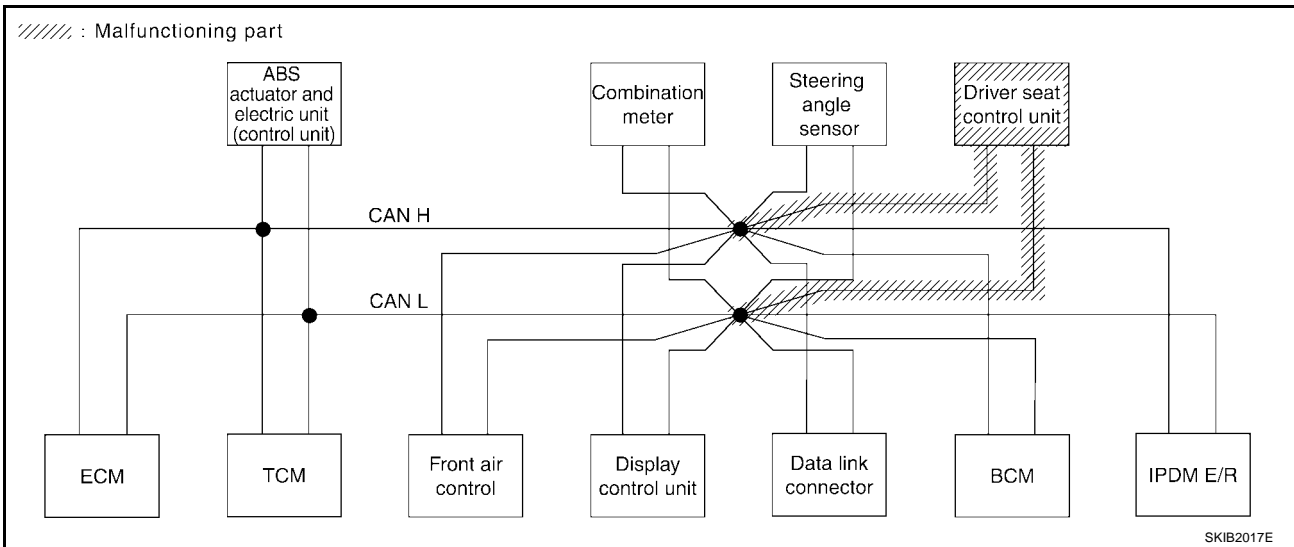 : Malfunctioning part
ABS
actuator and
electric unit
(control unit)
Combination
meter
Steering
angle
sensor
Driver seat
control unit
CAN H
CAN L
ECM
TCM
Front air
control
Display
control unit
Data link
connector
BCM
IPDM E/R
SKIB2017E